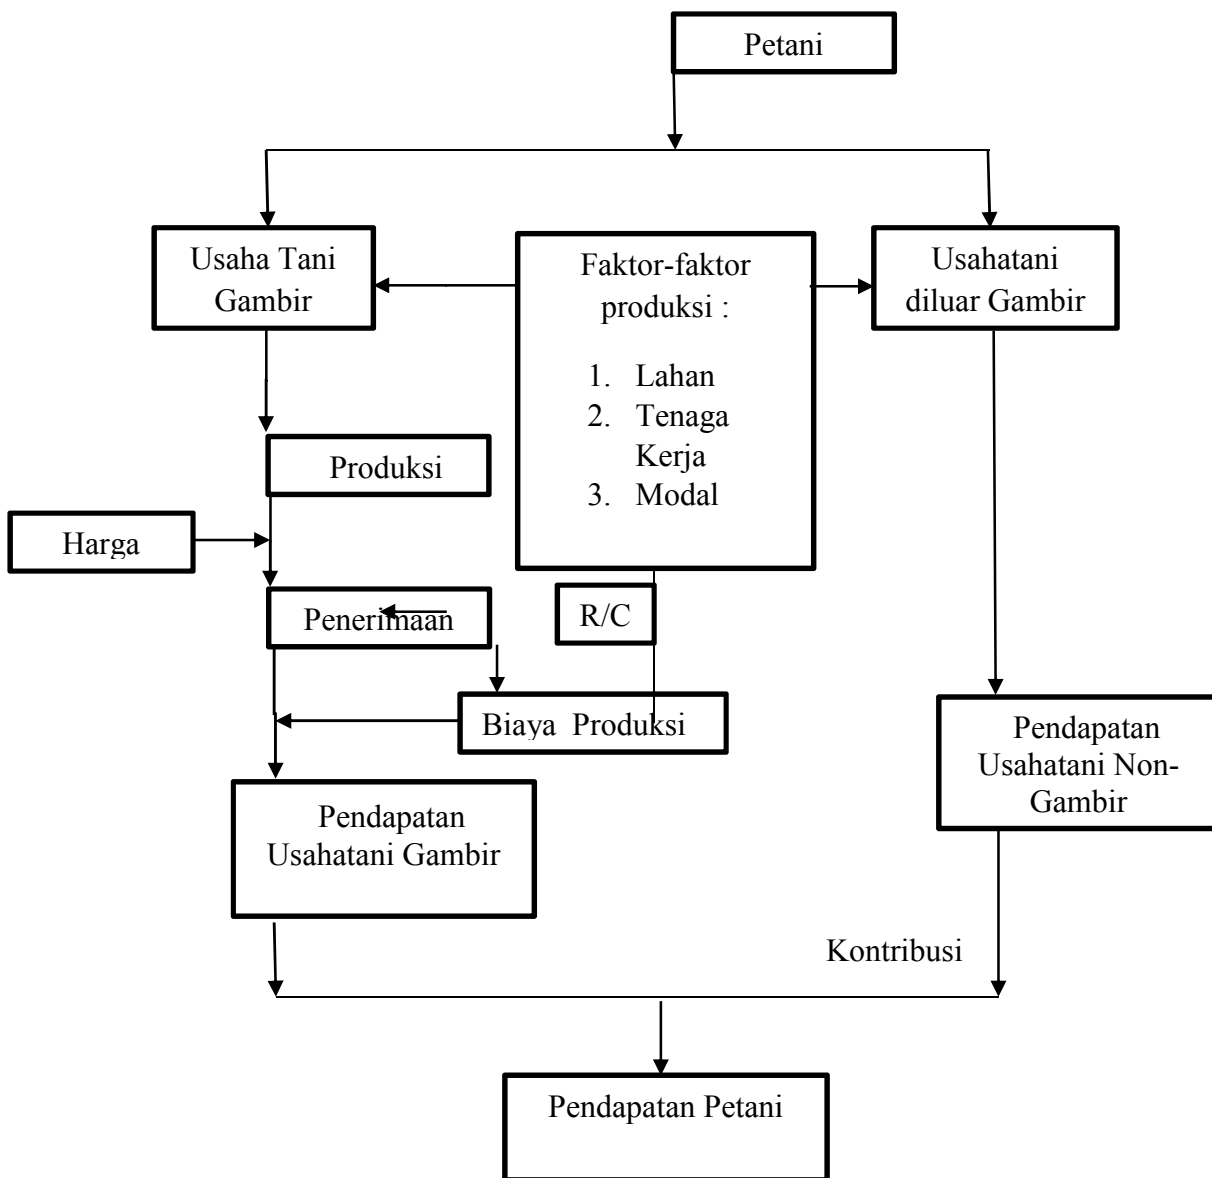 Petani
Usaha Tani
Gambir
Faktor-faktor
produksi :
1. Lahan
2. Tenaga
Kerja
3. Modal
Usahatani
diluar Gambir
Produksi
Harga
Penerimaan
R/C
Biaya Produksi
Pendapatan
Usahatani Non-
Gambir
Pendapatan
Usahatani Gambir
Kontribusi
Pendapatan Petani